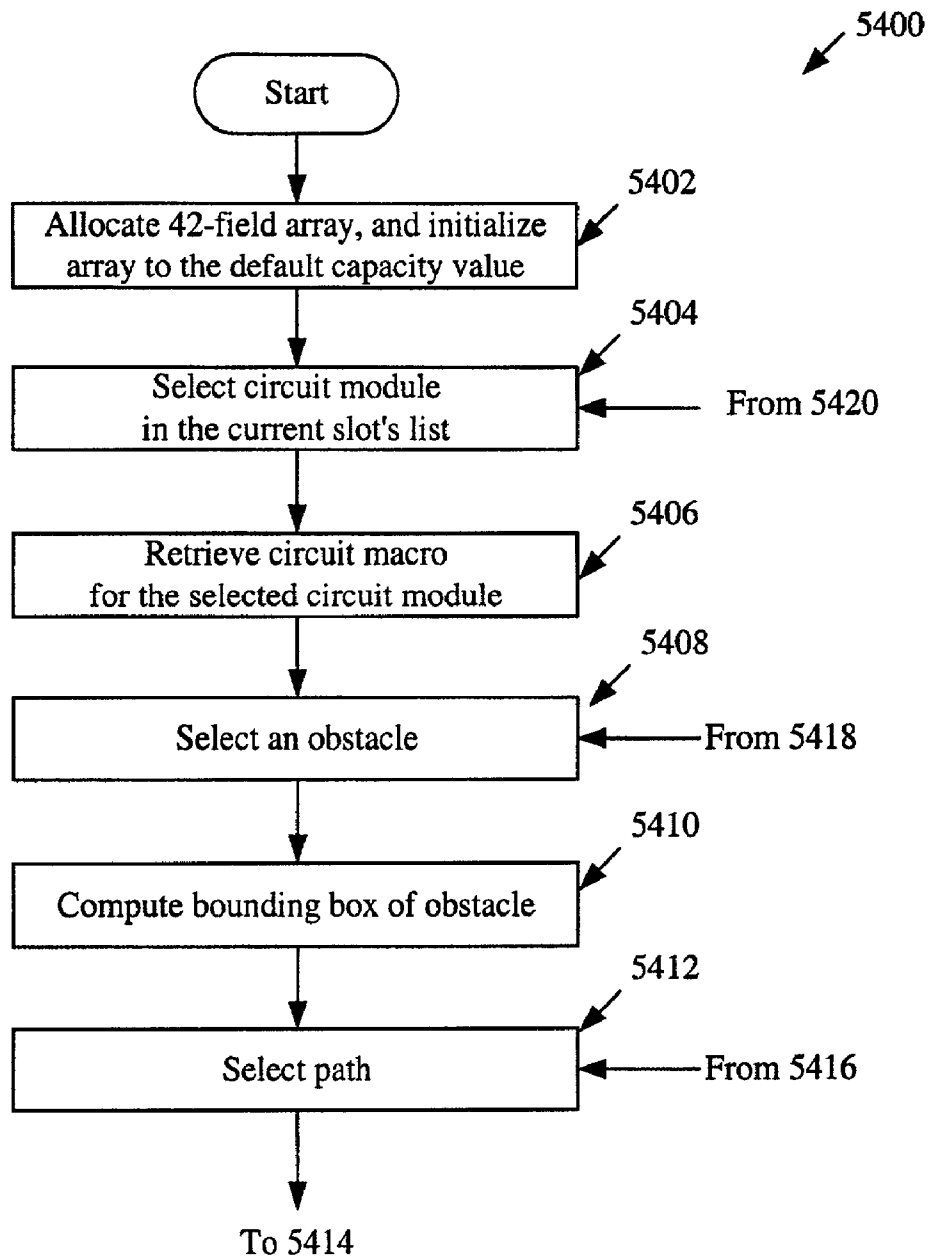 5400
Start
5402
Allocate 42-field array, and initialize
array to the default capacity value
5404
Select circuit module
in the current slot's list
From 5420
5406
Retrieve circuit macro
for the selected circuit module
5408
Select an obstacle
From 5418
5410
Compute bounding box of obstacle
5412
Select path
From 5416
To 5414